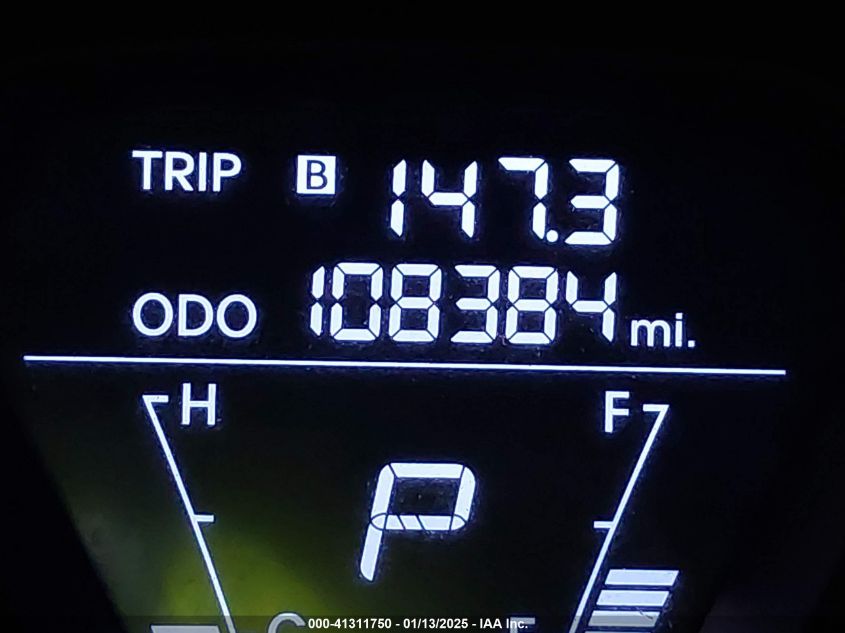 TRIP B 147.3
ODO 108384 mi.
H F
P
C E
000-41311750 - 01/13/2025 - IAA Inc.